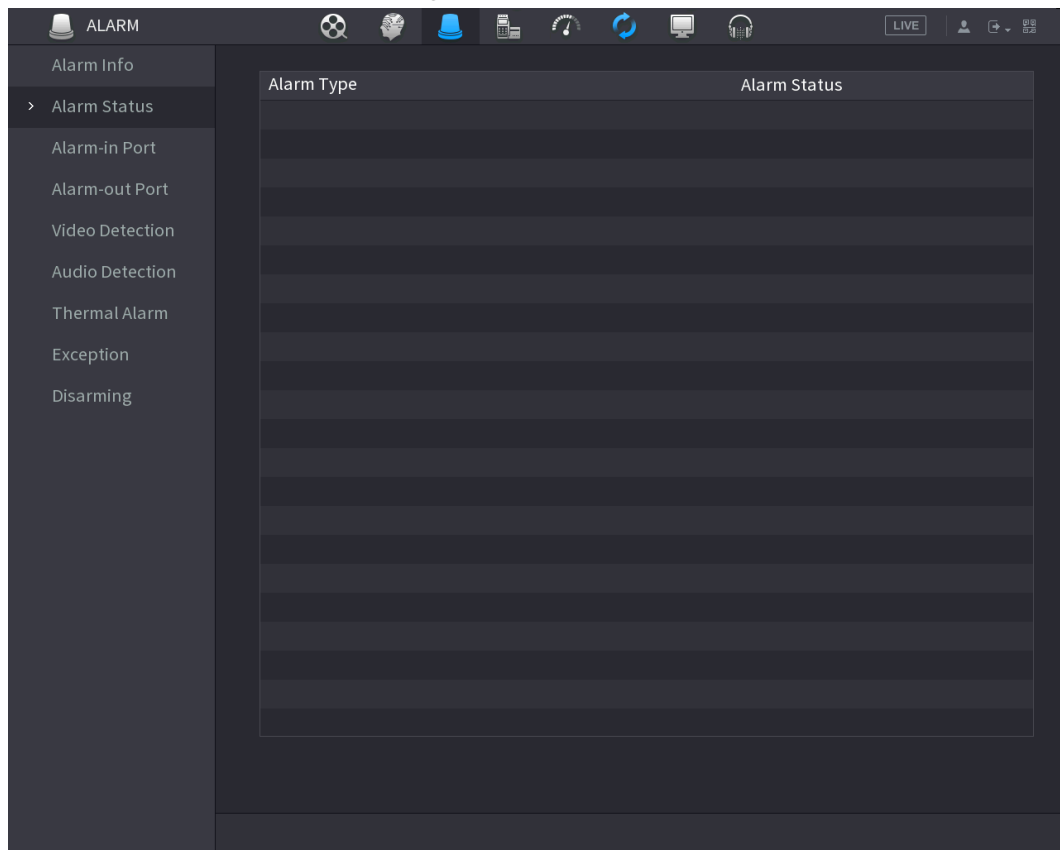 ALARM
LIVE
Alarm Info
Alarm Status
Alarm-in Port
Alarm-out Port
Video Detection
Audio Detection
Thermal Alarm
Exception
Disarming
Alarm Type
Alarm Status